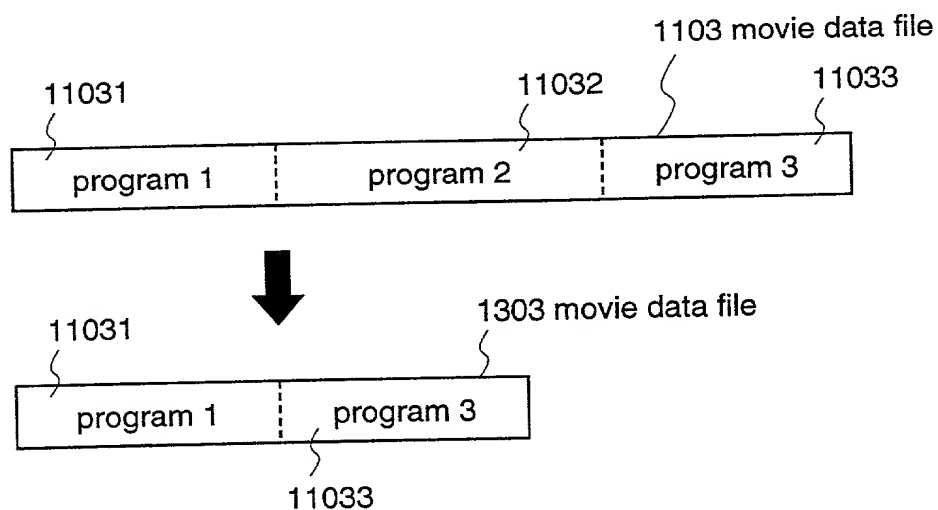 1103 movie data file
11031
11032
11033
program 1
program 2
program 3
11031
1303 movie data file
program 1
program 3
11033